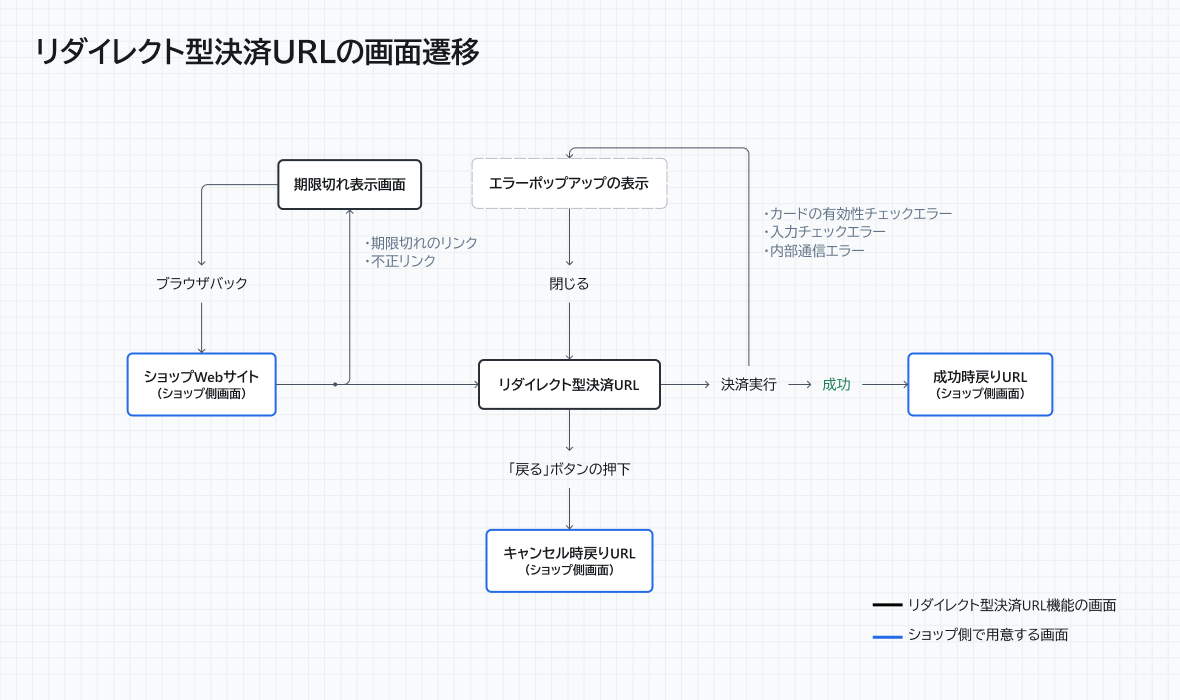 リダイレクト型決済URLの画面遷移
期限切れ表示画面
エラーポップアップの表示
・カードの有効性チェックエラー
・入力チェックエラー
・内部通信エラー
・期限切れのリンク
・不正リンク
ブラウザバック
閉じる
ショップWebサイト
（ショップ側画面）
リダイレクト型決済URL
決済実行
成功
成功時戻りURL
（ショップ側画面）
「戻る」ボタンの押下
キャンセル時戻りURL
（ショップ側画面）
リダイレクト型決済URL機能の画面
ショップ側で用意する画面